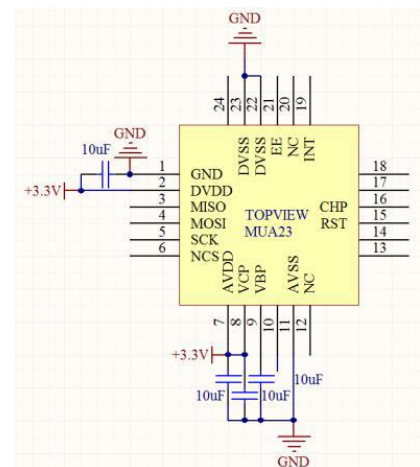 GND
24
23
22
21
20
19
DVSS
DVSS
EE
NC
INT
GND
10uF
+3.3V
1
2
3
4
5
6
GND
DVDD
MISO
MOSI
SCK
NCS
TOPVIEW
MUA23
CHP
RST
18
17
16
15
14
13
AVDD
VCP
VBP
AVSS
NC
7
8
9
10
11
12
+3.3V
10uF
10uF
10uF
GND